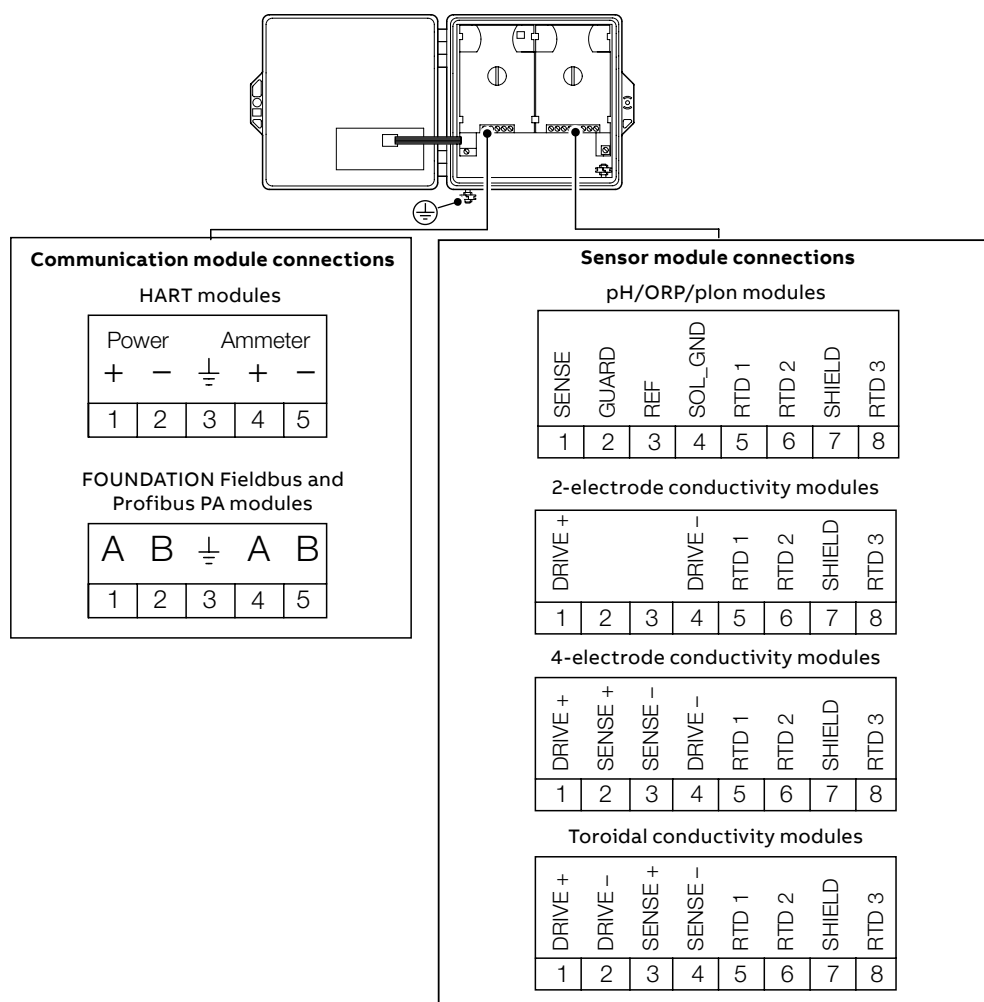 Communication module connections
HART modules
Power Ammeter
+ − ⏚ + −
1 2 3 4 5
FOUNDATION Fieldbus and
Profibus PA modules
A B ⏚ A B
1 2 3 4 5
Sensor module connections
pH/ORP/pIon modules
SENSE GUARD REF SOL_GND RTD 1 RTD 2 SHIELD RTD 3
1 2 3 4 5 6 7 8
2-electrode conductivity modules
DRIVE + DRIVE – RTD 1 RTD 2 SHIELD RTD 3
1 2 3 4 5 6 7 8
4-electrode conductivity modules
DRIVE + SENSE + SENSE – DRIVE – RTD 1 RTD 2 SHIELD RTD 3
1 2 3 4 5 6 7 8
Toroidal conductivity modules
DRIVE + DRIVE – SENSE + SENSE – RTD 1 RTD 2 SHIELD RTD 3
1 2 3 4 5 6 7 8